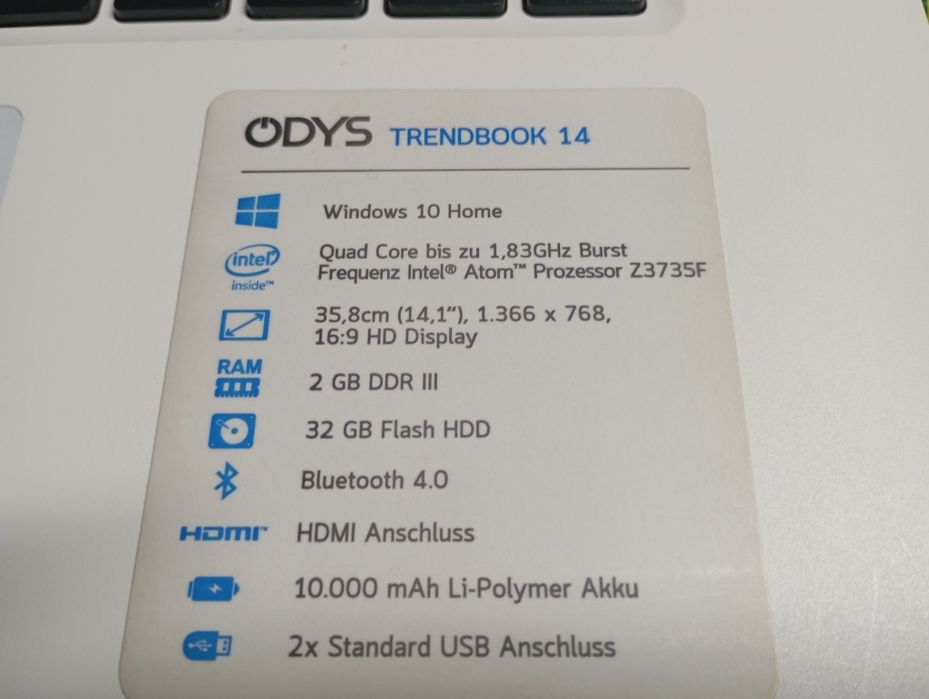 ODYS TRENDBOOK 14
Windows 10 Home
intel inside™
Quad Core bis zu 1,83GHz Burst
Frequenz Intel® Atom™ Prozessor Z3735F
35,8cm (14,1“), 1.366 x 768,
16:9 HD Display
RAM
2 GB DDR III
32 GB Flash HDD
Bluetooth 4.0
HDMI™ HDMI Anschluss
10.000 mAh Li-Polymer Akku
2x Standard USB Anschluss